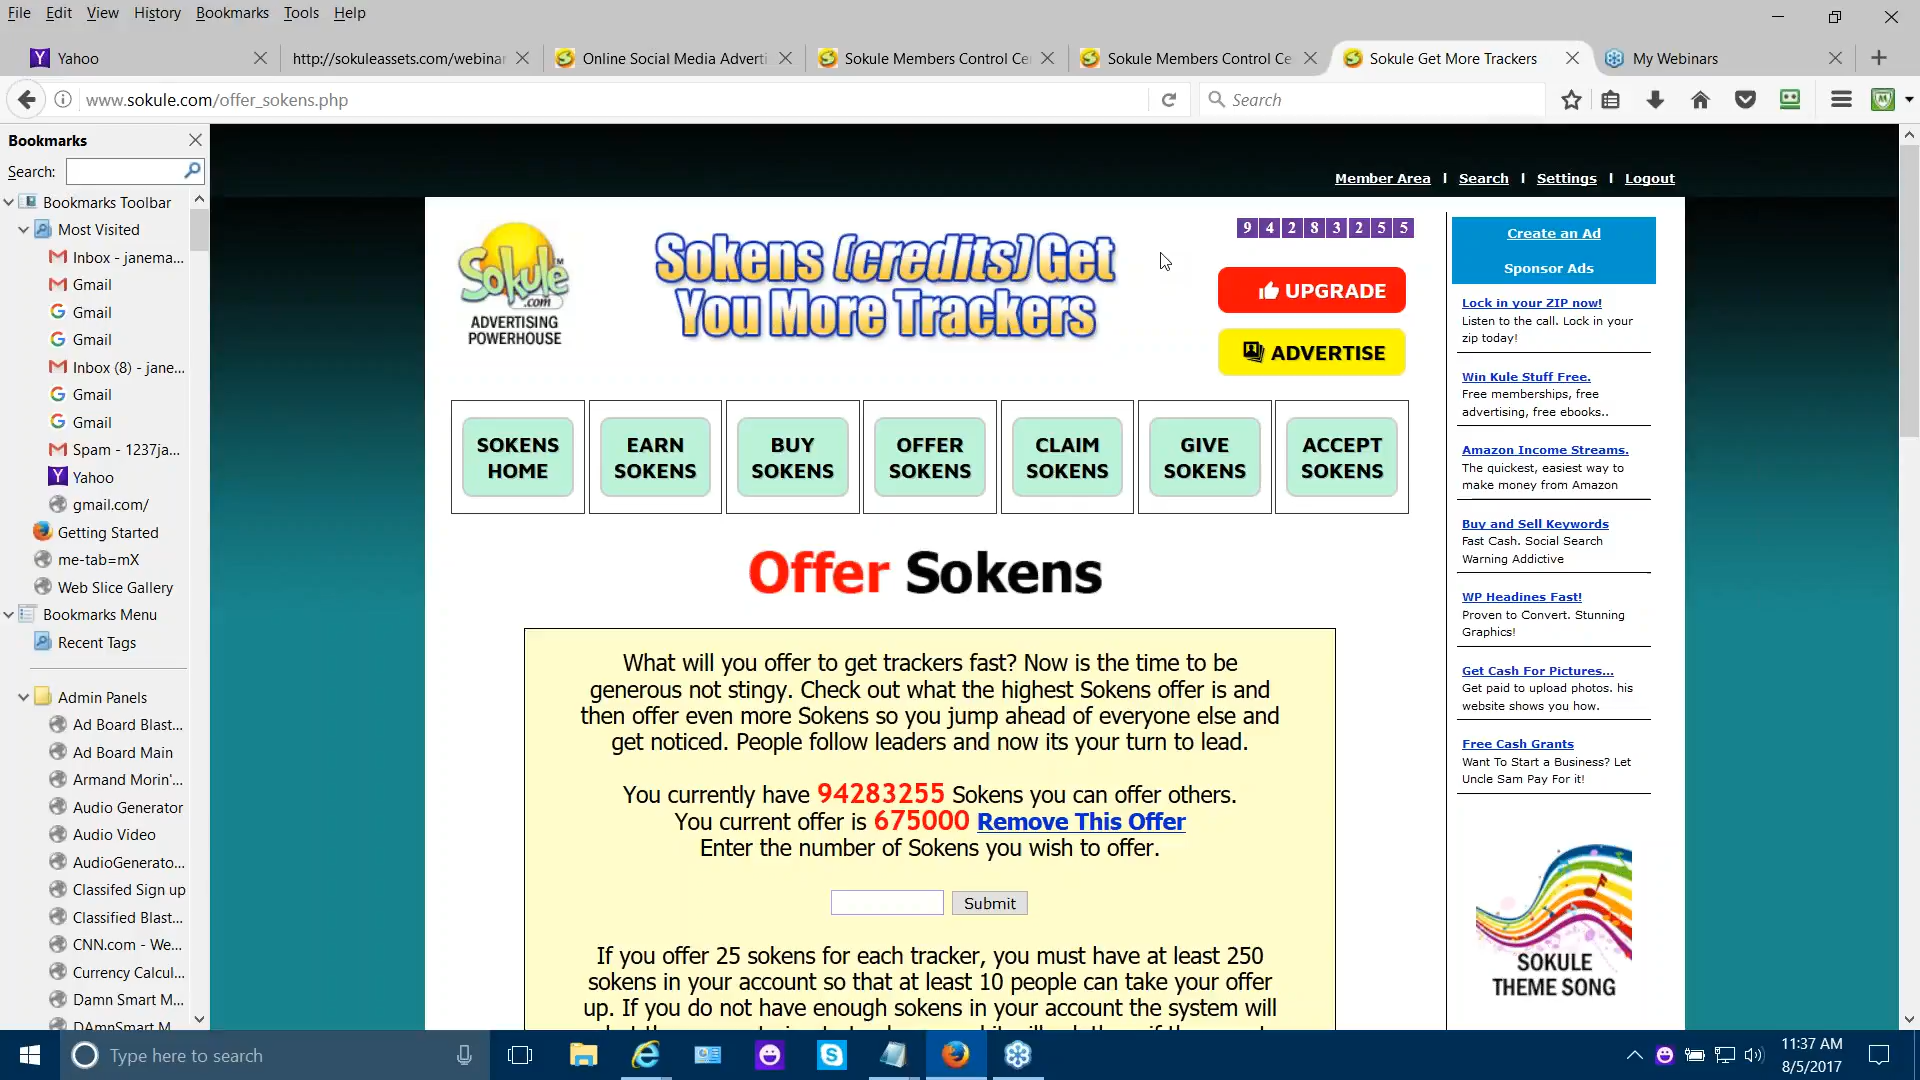 File Edit View History Bookmarks Tools Help
Yahoo
http://sokuleassets.com/webinar
Online Social Media Adverti
Sokule Members Control Ce
Sokule Members Control Ce
Sokule Get More Trackers
My Webinars
www.sokule.com/offer_sokens.php
Search
Bookmarks
Search:
Bookmarks Toolbar
Most Visited
Inbox - janema...
Gmail
Gmail
Gmail
Inbox (8) - jane...
Gmail
Gmail
Spam - 1237ja...
Yahoo
gmail.com/
Getting Started
me-tab=mX
Web Slice Gallery
Bookmarks Menu
Recent Tags
Admin Panels
Ad Board Blast...
Ad Board Main
Armand Morin'...
Audio Generator
Audio Video
AudioGenerato...
Classifed Sign up
Classified Blast...
CNN.com - We...
Currency Calcul...
Damn Smart M...
DAmnSmart M
Member Area | Search | Settings | Logout
Sokule
.com
ADVERTISING
POWERHOUSE
Sokens (credits) Get
You More Trackers
94283255
UPGRADE
ADVERTISE
SOKENS
HOME
EARN
SOKENS
BUY
SOKENS
OFFER
SOKENS
CLAIM
SOKENS
GIVE
SOKENS
ACCEPT
SOKENS
Offer Sokens
What will you offer to get trackers fast? Now is the time to be
generous not stingy. Check out what the highest Sokens offer is and
then offer even more Sokens so you jump ahead of everyone else and
get noticed. People follow leaders and now its your turn to lead.
You currently have 94283255 Sokens you can offer others.
You current offer is 675000 Remove This Offer
Enter the number of Sokens you wish to offer.
Submit
If you offer 25 sokens for each tracker, you must have at least 250
sokens in your account so that at least 10 people can take your offer
up. If you do not have enough sokens in your account the system will
Create an Ad
Sponsor Ads
Lock in your ZIP now!
Listen to the call. Lock in your
zip today!
Win Kule Stuff Free.
Free memberships, free
advertising, free ebooks..
Amazon Income Streams.
The quickest, easiest way to
make money from Amazon
Buy and Sell Keywords
Fast Cash. Social Search
Warning Addictive
WP Headines Fast!
Proven to Convert. Stunning
Graphics!
Get Cash For Pictures...
Get paid to upload photos. his
website shows you how.
Free Cash Grants
Want To Start a Business? Let
Uncle Sam Pay For it!
SOKULE
THEME SONG
Type here to search
11:37 AM
8/5/2017